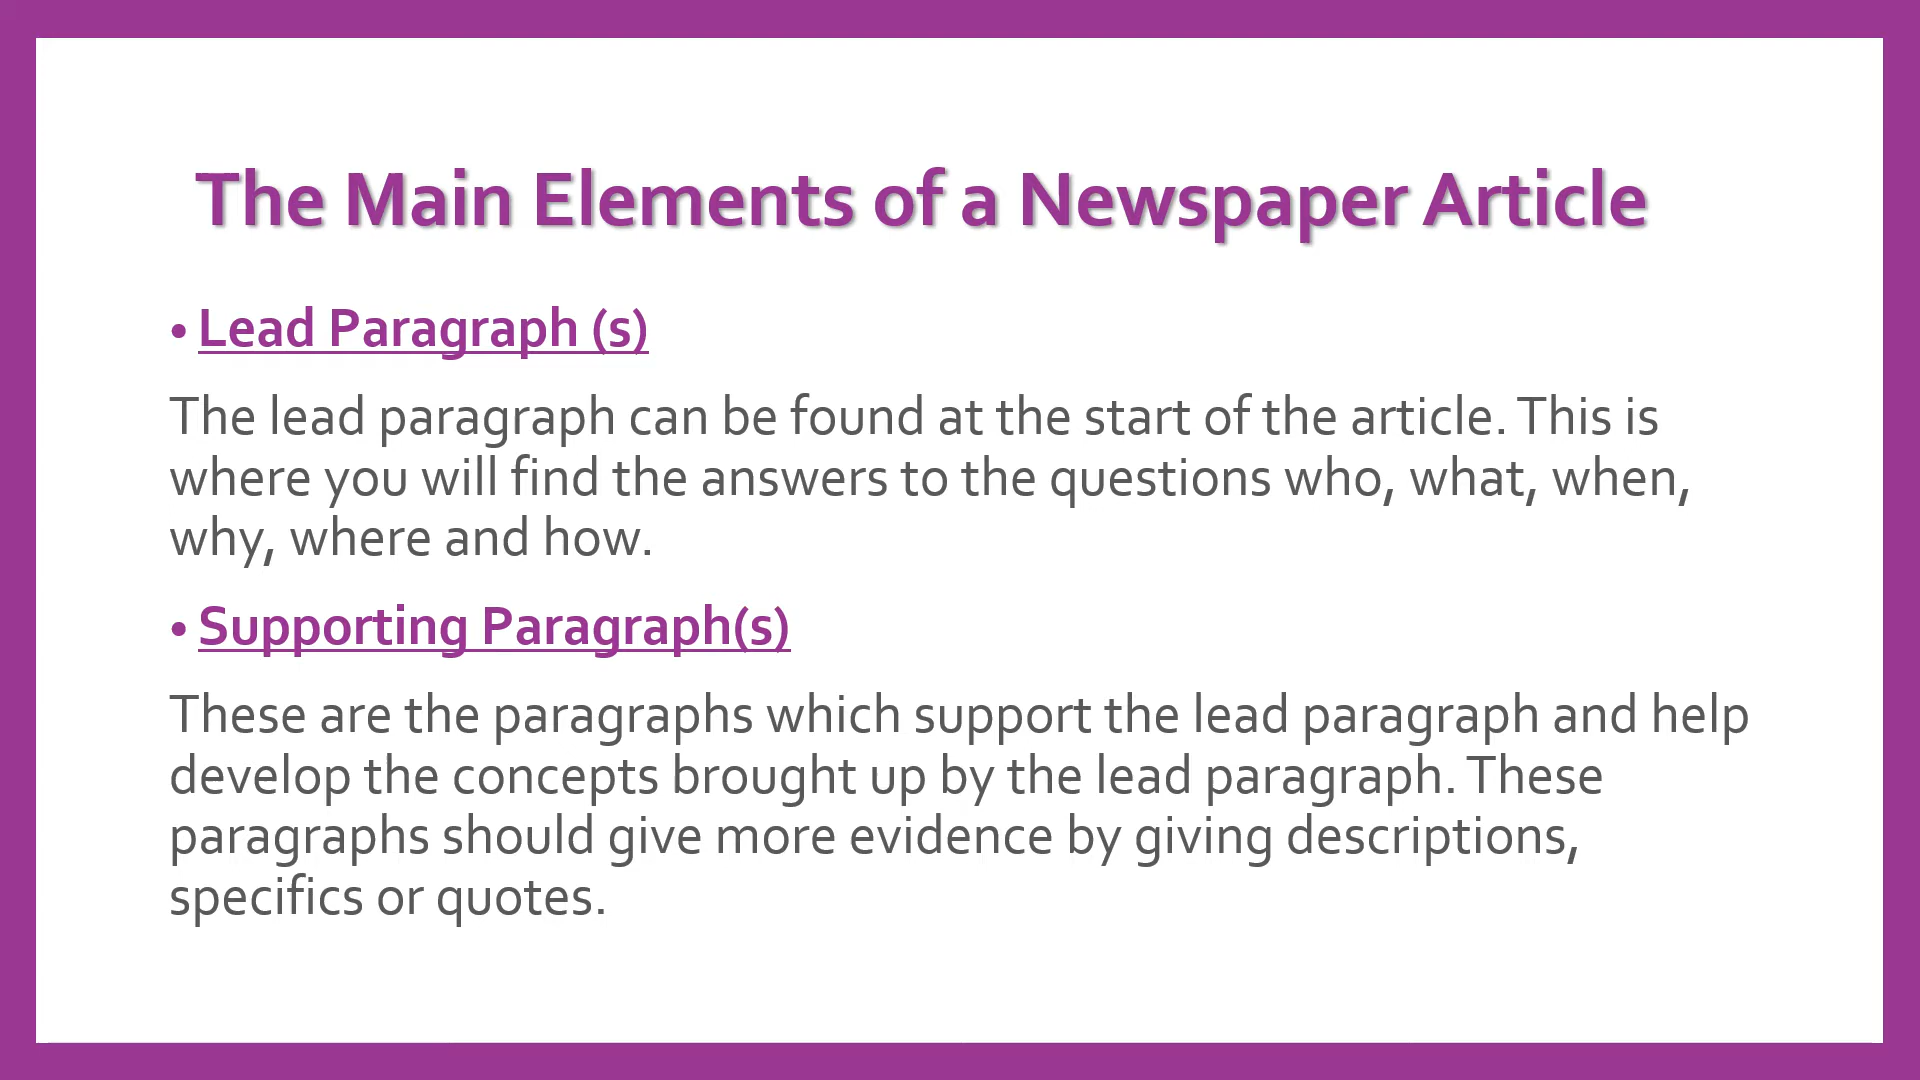 The Main Elements of a Newspaper Article
• Lead Paragraph (s)
The lead paragraph can be found at the start of the article. This is
where you will find the answers to the questions who, what, when,
why, where and how.
• Supporting Paragraph(s)
These are the paragraphs which support the lead paragraph and help
develop the concepts brought up by the lead paragraph. These
paragraphs should give more evidence by giving descriptions,
specifics or quotes.